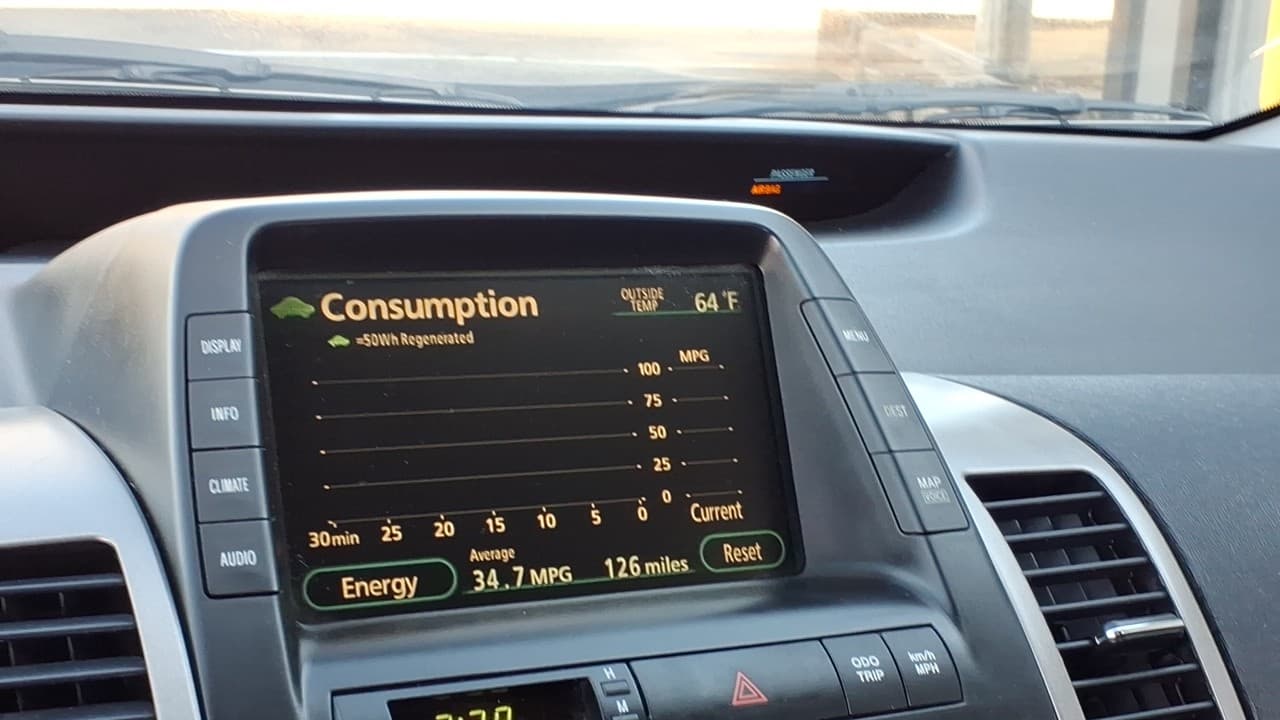 PASSENGER
AIRBAG
Consumption
OUTSIDE TEMP 64°F
=50Wh Regenerated
MPG
100
75
50
25
0
30min 25 20 15 10 5 0 Current
Average
34.7 MPG 126 miles
Energy
Reset
DISPLAY
INFO
CLIMATE
AUDIO
MENU
DEST
MAP
VOICE
H
M
ODO
TRIP
km/h
MPH